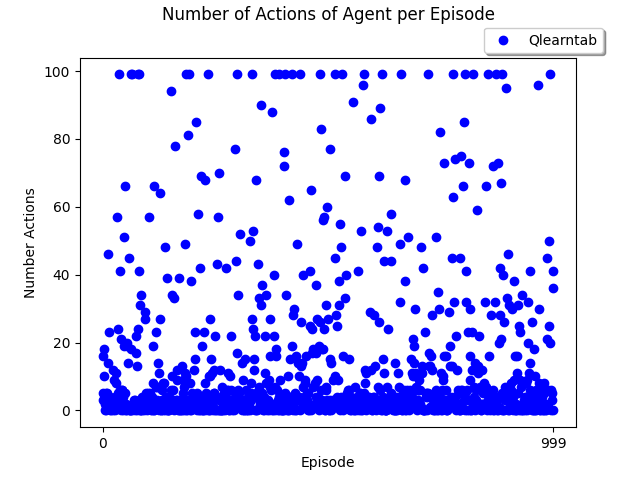 Number of Actions of Agent per Episode
Qlearntab
100
80
60
40
20
0
Number Actions
0
999
Episode